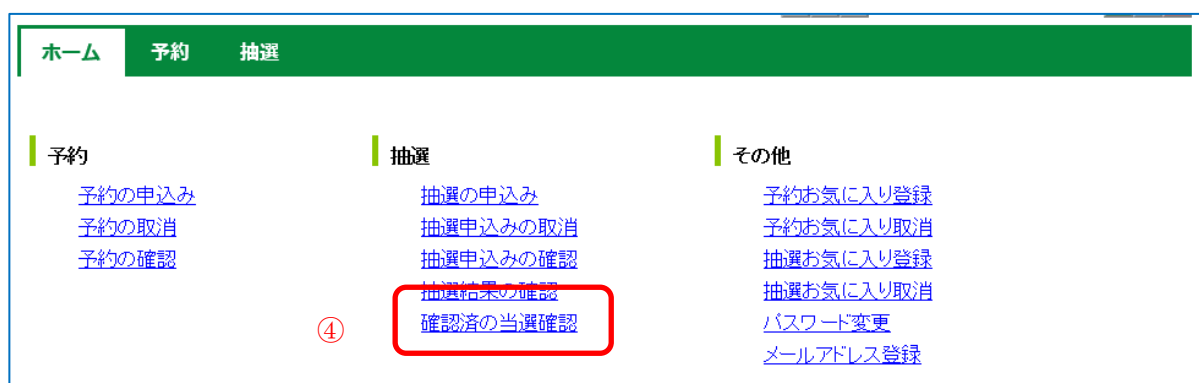 ホーム 予約 抽選
予約
予約の申込み
予約の取消
予約の確認
抽選
抽選の申込み
抽選申込みの取消
抽選申込みの確認
抽選結果の確認
確認済の当選確認
④
その他
予約お気に入り登録
予約お気に入り取消
抽選お気に入り登録
抽選お気に入り取消
パスワード変更
メールアドレス登録